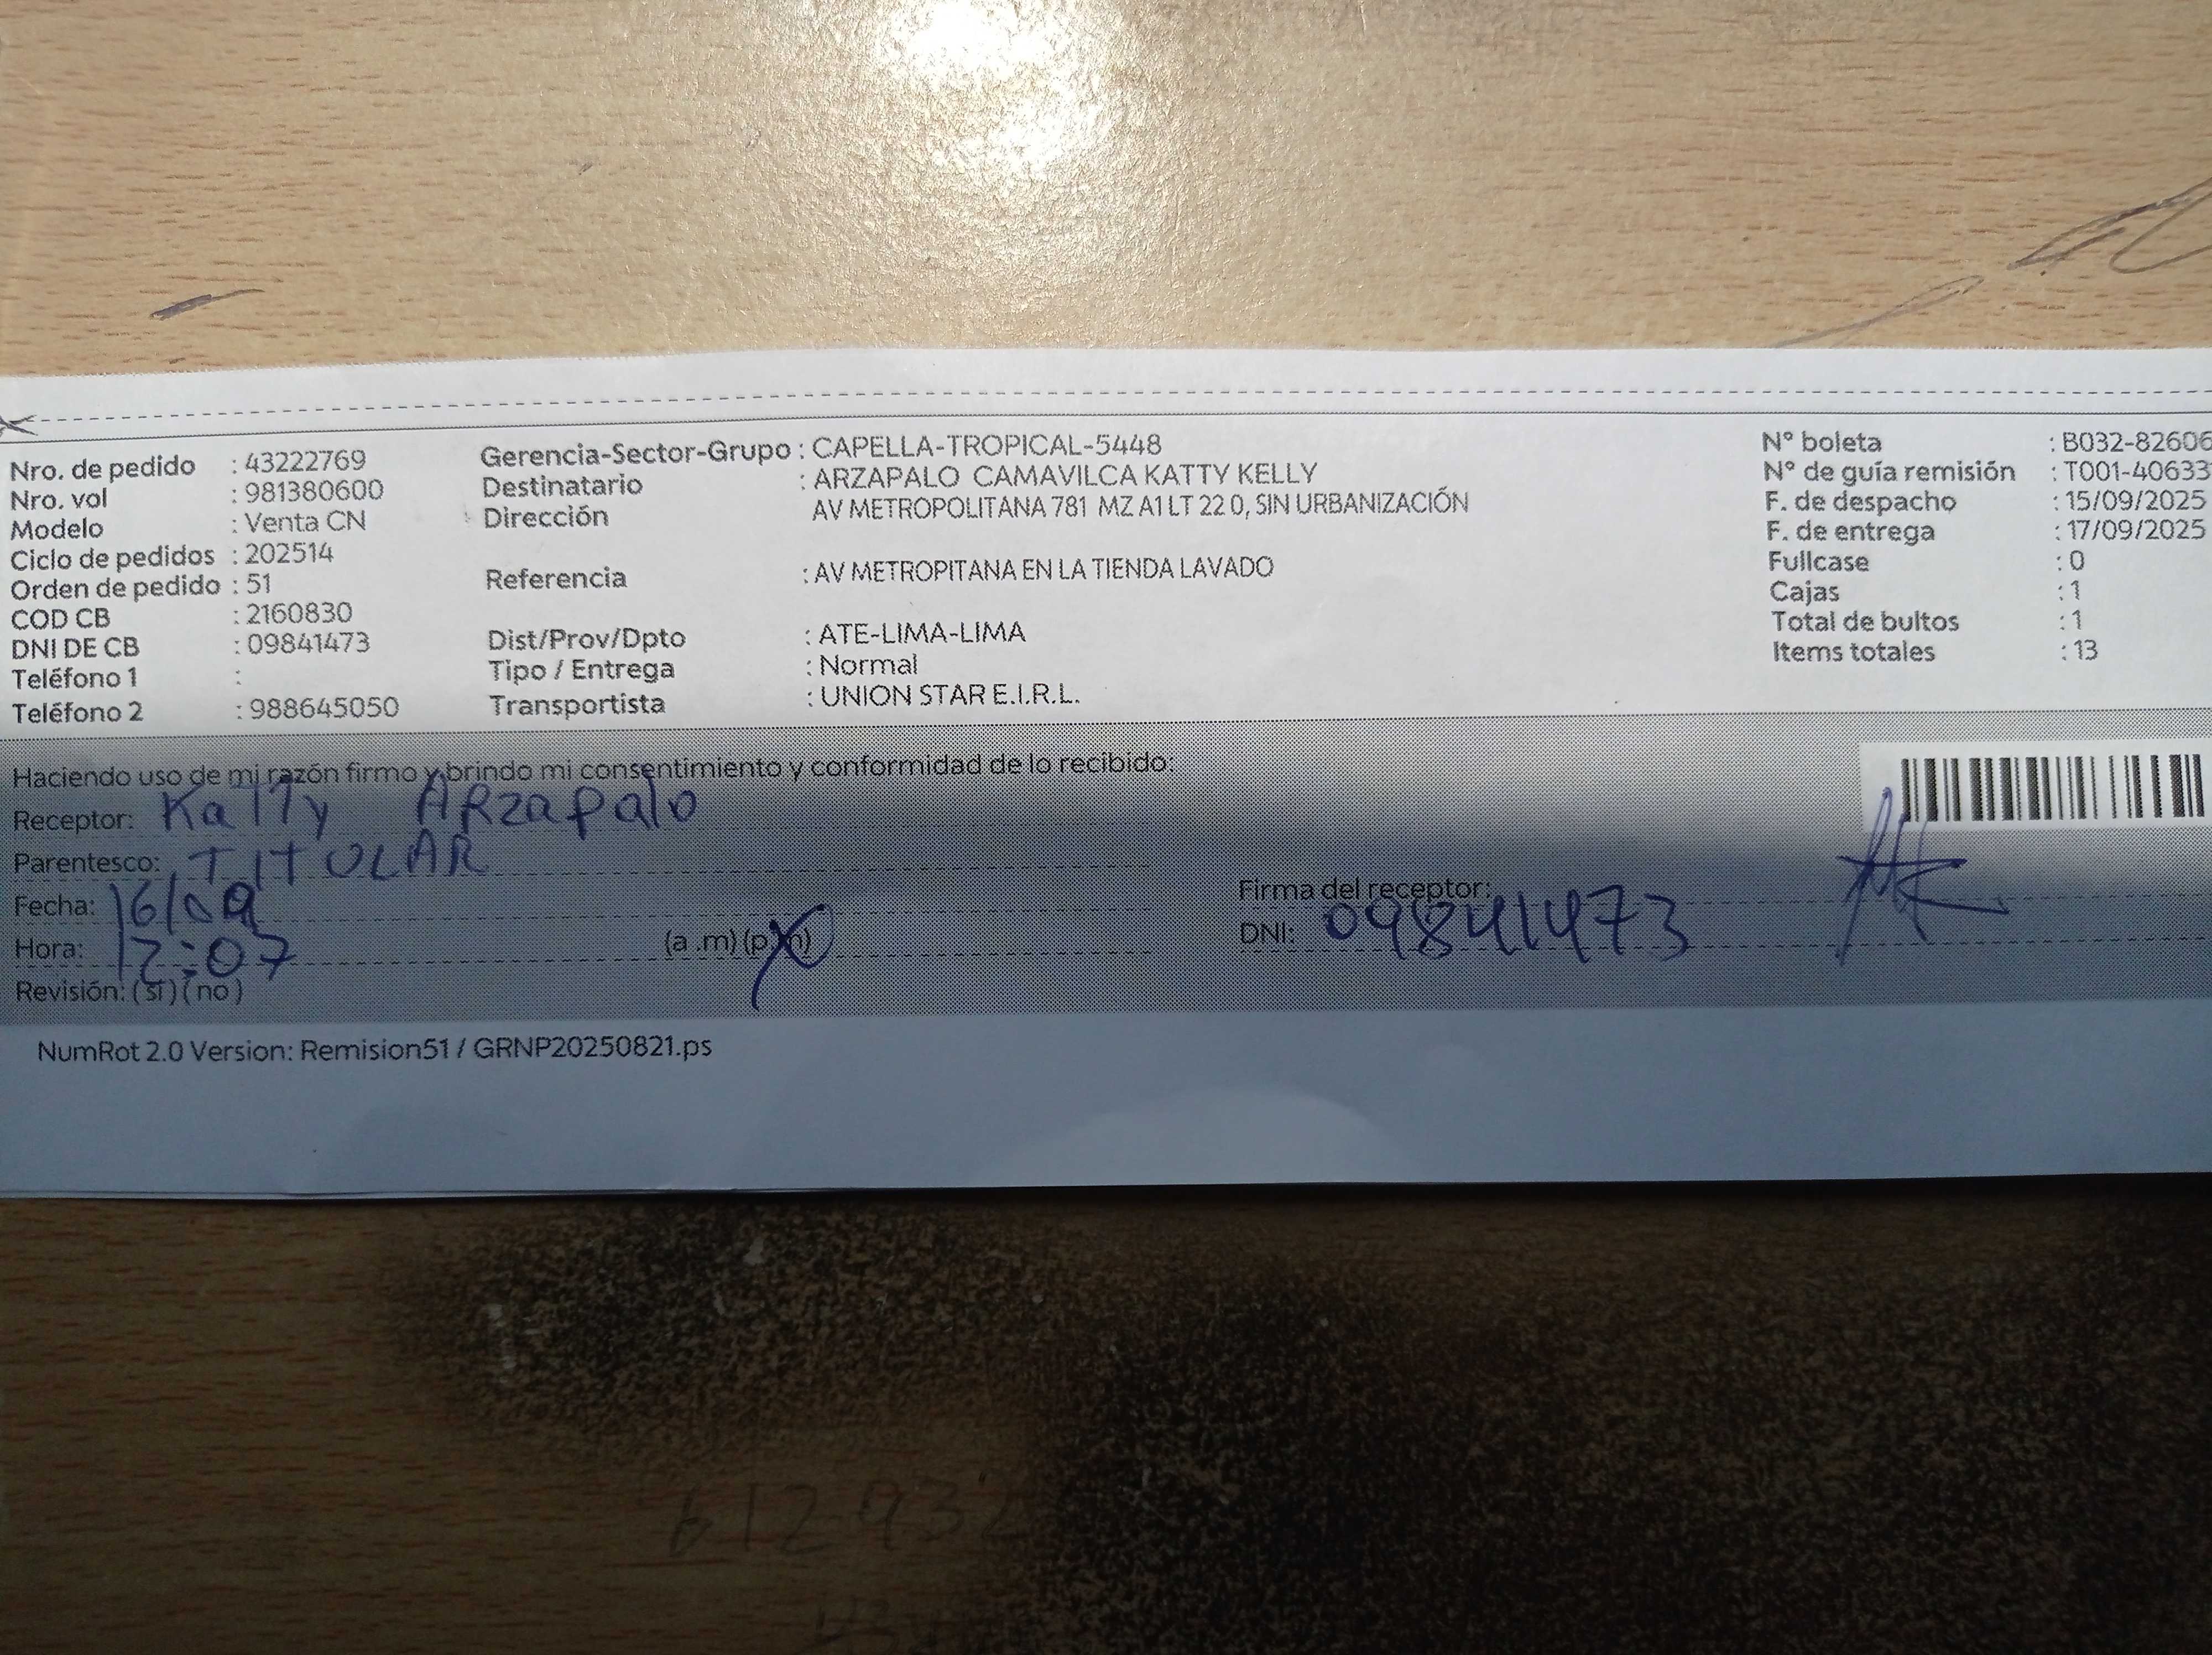 Nro. de pedido : 43222769
Nro. vol : 981380600
Modelo : Venta CN
Ciclo de pedidos : 202514
Orden de pedido : 51
COD CB : 2160830
DNI DE CB : 09841473
Teléfono 1 :
Teléfono 2 : 988645050
Gerencia-Sector-Grupo : CAPELLA-TROPICAL-5448
Destinatario : ARZAPALO CAMAVILCA KATTY KELLY
Dirección AV METROPOLITANA 781 MZ A1 LT 22 0, SIN URBANIZACIÓN
Referencia : AV METROPITANA EN LA TIENDA LAVADO
Dist/Prov/Dpto : ATE-LIMA-LIMA
Tipo / Entrega : Normal
Transportista : UNION STAR E.I.R.L.
N° boleta : B032-82606
N° de guía remisión : T001-40633
F. de despacho : 15/09/2025
F. de entrega : 17/09/2025
Fullcase : 0
Cajas : 1
Total de bultos : 1
Items totales : 13
Haciendo uso de mi razón firmo y brindo mi consentimiento y conformidad de lo recibido:
Receptor: Katty ARzapalo
Parentesco: TITULAR
Fecha: 16/09
Hora: 12:07 (a .m) (p.m)
Revisión: (si) (no)
Firma del receptor:
DNI: 09841473
NumRot 2.0 Version: Remision51 / GRNP20250821.ps
612932